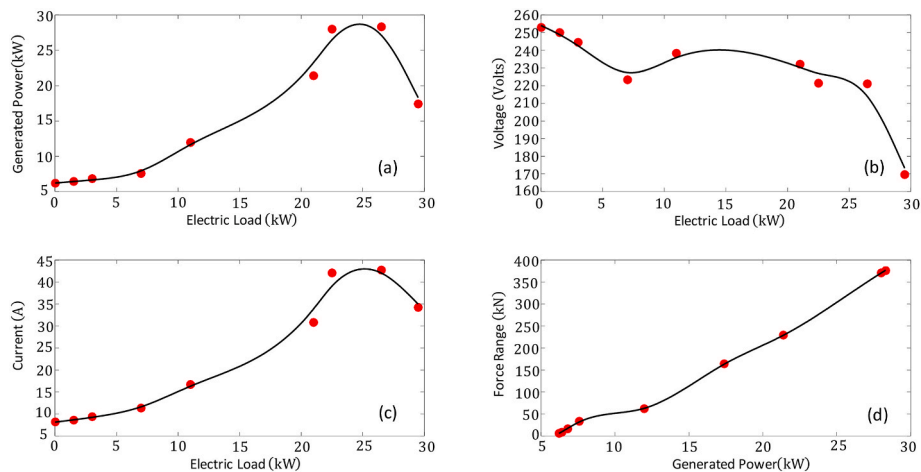 30
25
20
15
10
5
Generated Power(kW)
(a)
0 5 10 15 20 25 30
Electric Load (kW)
260
250
240
230
220
210
200
190
180
170
160
Voltage (Volts)
(b)
0 5 10 15 20 25 30
Electric Load (kW)
45
40
35
30
25
20
15
10
5
Current (A)
(c)
0 5 10 15 20 25 30
Electric Load (kW)
400
350
300
250
200
150
100
50
0
Force Range (kN)
(d)
5 10 15 20 25 30
Generated Power(kW)